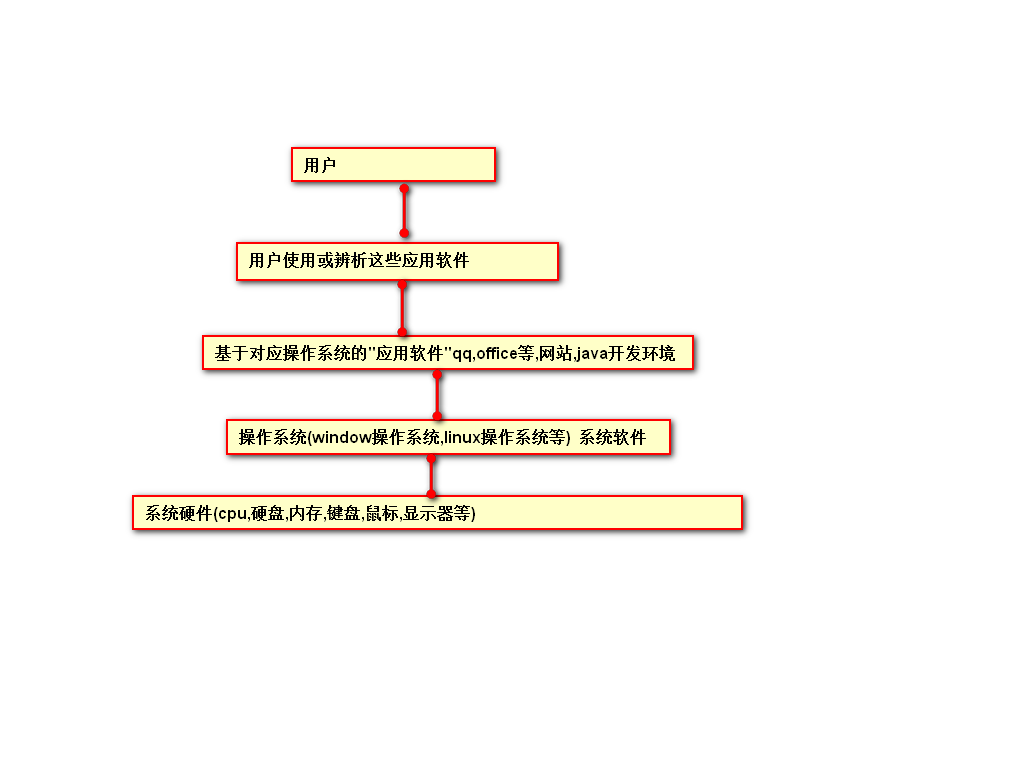 用户
用户使用或辨析这些应用软件
基于对应操作系统的"应用软件"qq,office等,网站,java开发环境
操作系统(window操作系统,linux操作系统等) 系统软件
系统硬件(cpu,硬盘,内存,键盘,鼠标,显示器等)